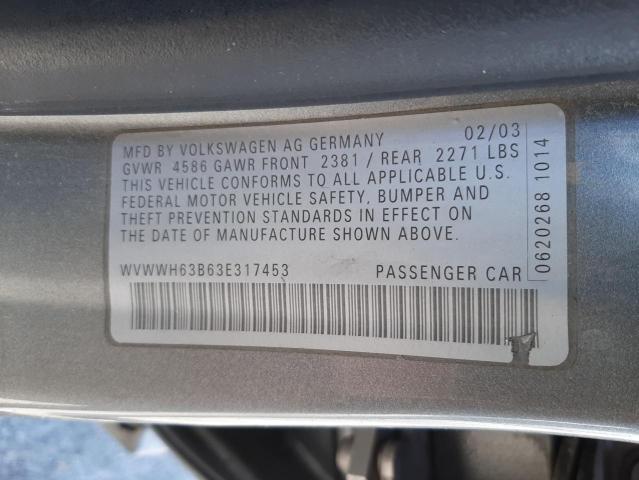 MFD BY VOLKSWAGEN AG GERMANY 02/03
GVWR 4586 GAWR FRONT 2381 / REAR 2271 LBS
THIS VEHICLE CONFORMS TO ALL APPLICABLE U.S.
FEDERAL MOTOR VEHICLE SAFETY, BUMPER AND
THEFT PREVENTION STANDARDS IN EFFECT ON
THE DATE OF MANUFACTURE SHOWN ABOVE.
WVWWH63B63E317453 PASSENGER CAR
0620268 1014